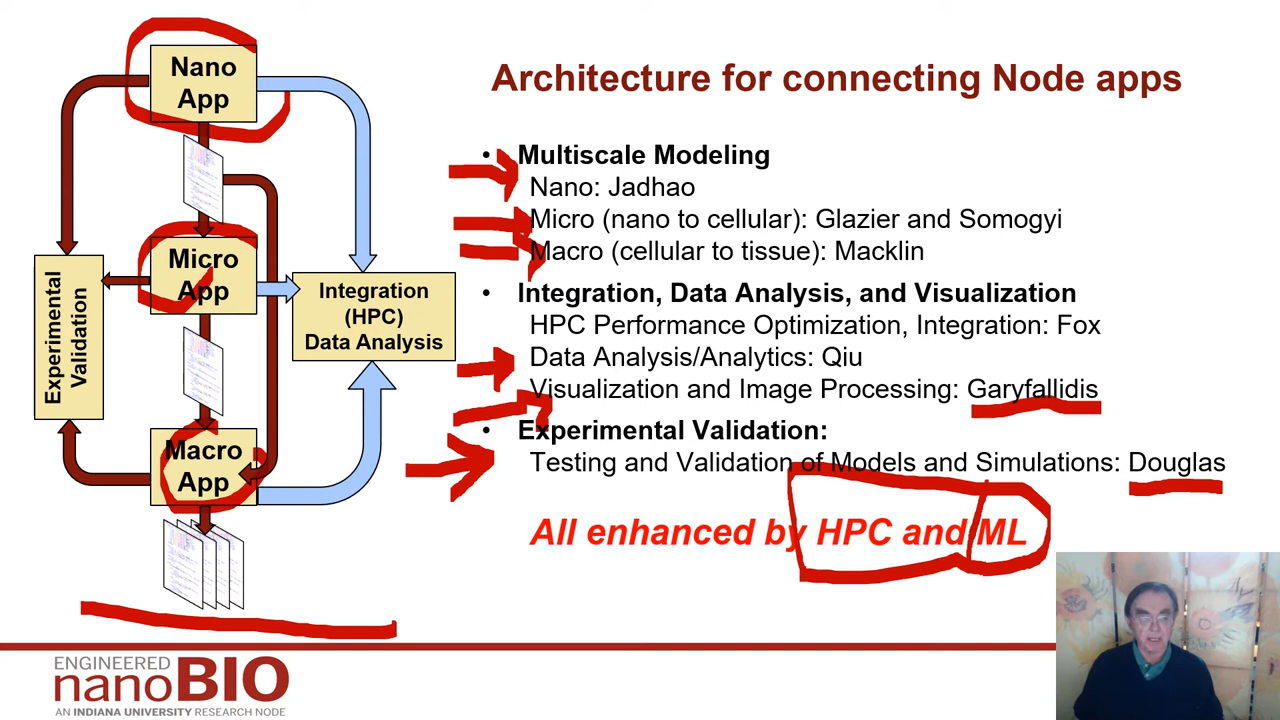 Architecture for connecting Node apps
Nano
App
Micro
App
Macro
App
Experimental
Validation
Integration
(HPC)
Data Analysis
• Multiscale Modeling
Nano: Jadhao
Micro (nano to cellular): Glazier and Somogyi
Macro (cellular to tissue): Macklin
• Integration, Data Analysis, and Visualization
HPC Performance Optimization, Integration: Fox
Data Analysis/Analytics: Qiu
Visualization and Image Processing: Garyfallidis
• Experimental Validation:
Testing and Validation of Models and Simulations: Douglas
All enhanced by HPC and ML
ENGINEERED
nanoBIO
AN INDIANA UNIVERSITY RESEARCH NODE